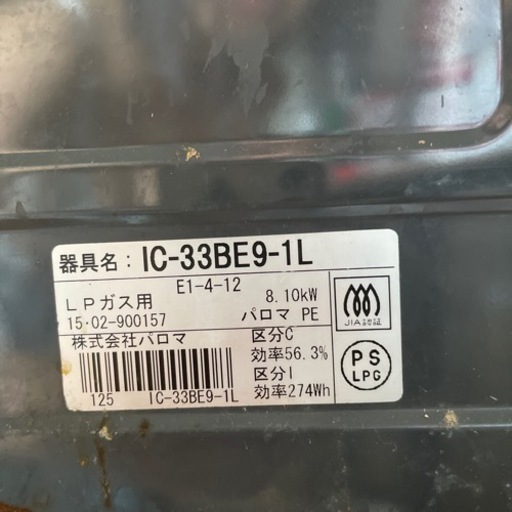 器具名：IC-33BE9-1L
E1-4-12
LPガス用 8.10kW
15·02-900157 パロマ PE
株式会社パロマ 区分C
効率56.3%
区分I
効率274Wh
125 IC-33BE9-1L
JIA認証
PS
LPG